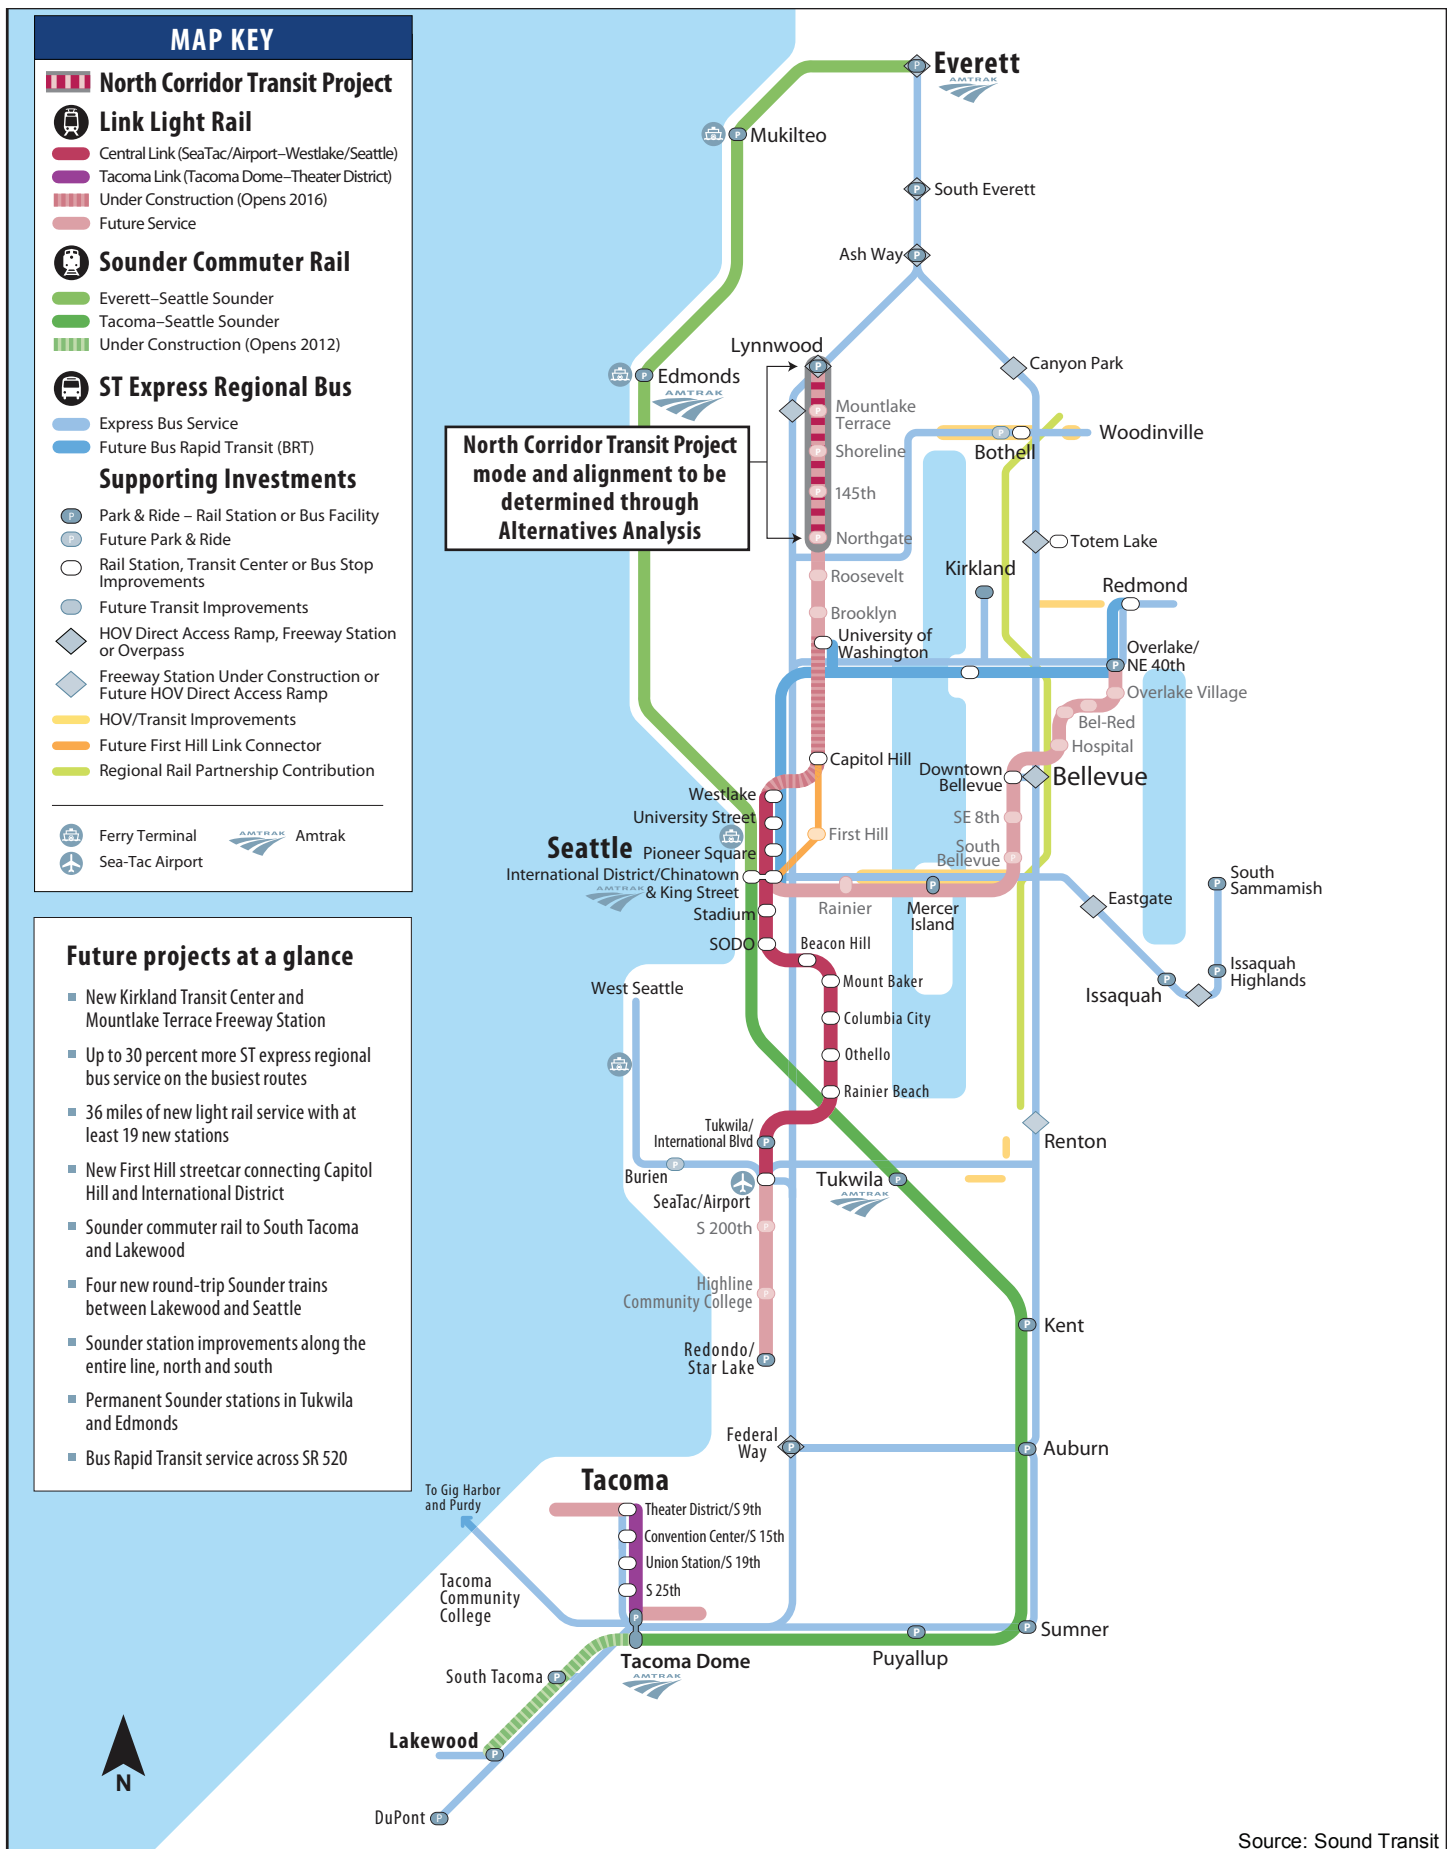 MAP KEY
North Corridor Transit Project
Link Light Rail
Central Link (SeaTac/Airport–Westlake/Seattle)
Tacoma Link (Tacoma Dome–Theater District)
Under Construction (Opens 2016)
Future Service
Sounder Commuter Rail
Everett–Seattle Sounder
Tacoma–Seattle Sounder
Under Construction (Opens 2012)
ST Express Regional Bus
Express Bus Service
Future Bus Rapid Transit (BRT)
Supporting Investments
P Park & Ride – Rail Station or Bus Facility
P Future Park & Ride
Rail Station, Transit Center or Bus Stop
Improvements
Future Transit Improvements
HOV Direct Access Ramp, Freeway Station
or Overpass
Freeway Station Under Construction or
Future HOV Direct Access Ramp
HOV/Transit Improvements
Future First Hill Link Connector
Regional Rail Partnership Contribution
Ferry Terminal
AMTRAK Amtrak
Sea-Tac Airport
Future projects at a glance
New Kirkland Transit Center and
Mountlake Terrace Freeway Station
Up to 30 percent more ST express regional
bus service on the busiest routes
36 miles of new light rail service with at
least 19 new stations
New First Hill streetcar connecting Capitol
Hill and International District
Sounder commuter rail to South Tacoma
and Lakewood
Four new round-trip Sounder trains
between Lakewood and Seattle
Sounder station improvements along the
entire line, north and south
Permanent Sounder stations in Tukwila
and Edmonds
Bus Rapid Transit service across SR 520
P Everett
AMTRAK
P Mukilteo
P South Everett
Ash Way P
Lynnwood
P
Canyon Park
P Edmonds
AMTRAK
P Mountlake
Terrace
North Corridor Transit Project
mode and alignment to be
determined through
Alternatives Analysis
P Shoreline
P 145th
P Northgate
P
Woodinville
Bothell
Totem Lake
Roosevelt
Kirkland
Redmond
Brooklyn
University of
Washington
Overlake/
P NE 40th
Overlake Village
Bel-Red
Hospital
Capitol Hill
Downtown
Bellevue
Bellevue
Westlake
University Street
SE 8th
First Hill
Seattle
Pioneer Square
South
Bellevue P
International District/Chinatown
AMTRAK & King Street
Rainier
P
Mercer
Island
Eastgate
P South
Sammamish
Stadium
SODO
Beacon Hill
P Issaquah
Highlands
P
Issaquah
Mount Baker
West Seattle
Columbia City
Othello
Rainier Beach
Tukwila/
International Blvd P
Renton
P
Burien
Tukwila P
AMTRAK
SeaTac/Airport
S 200th P
Highline
Community College P
P Kent
Redondo/
Star Lake P
Federal
Way P
P Auburn
Tacoma
To Gig Harbor
and Purdy
Theater District/S 9th
Convention Center/S 15th
Union Station/S 19th
Tacoma
Community
College
S 25th
P
P Sumner
P
Puyallup
Tacoma Dome
AMTRAK
South Tacoma P
Lakewood
P
DuPont P
N
Source: Sound Transit